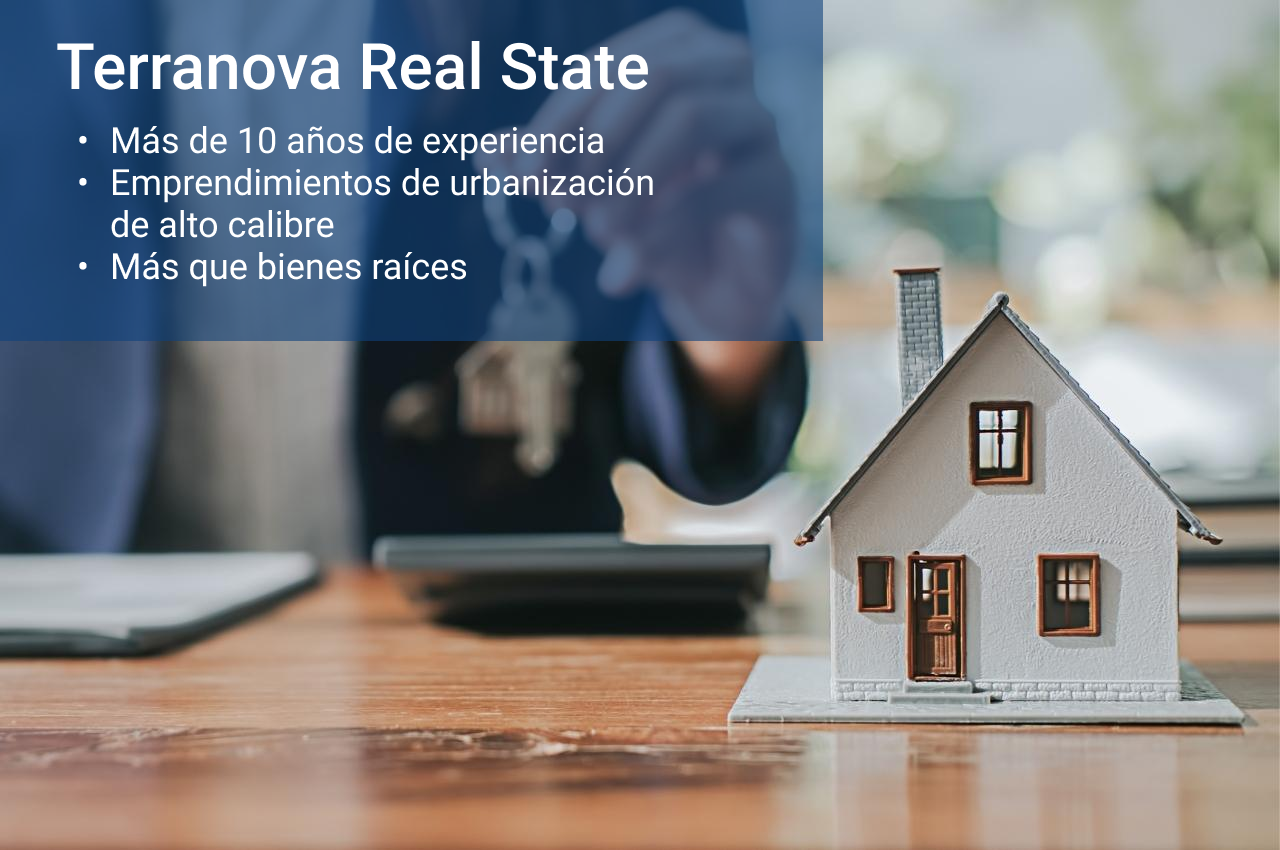 Terranova Real State
• Más de 10 años de experiencia
• Emprendimientos de urbanización
de alto calibre
• Más que bienes raíces